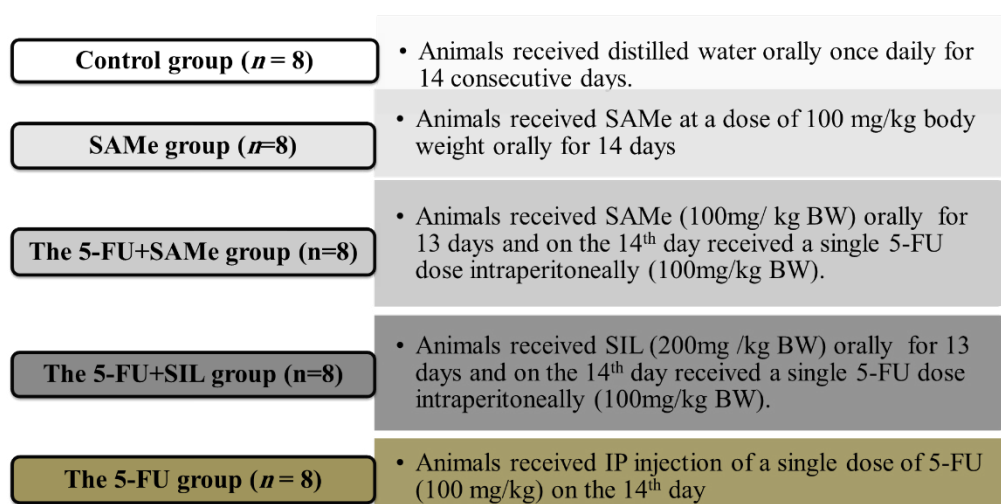 Control group (n = 8)
• Animals received distilled water orally once daily for
14 consecutive days.
SAMe group (n=8)
• Animals received SAMe at a dose of 100 mg/kg body
weight orally for 14 days
The 5-FU+SAMe group (n=8)
• Animals received SAMe (100mg/ kg BW) orally for
13 days and on the 14th day received a single 5-FU
dose intraperitoneally (100mg/kg BW).
The 5-FU+SIL group (n=8)
• Animals received SIL (200mg /kg BW) orally for 13
days and on the 14th day received a single 5-FU dose
intraperitoneally (100mg/kg BW).
The 5-FU group (n = 8)
• Animals received IP injection of a single dose of 5-FU
(100 mg/kg) on the 14th day